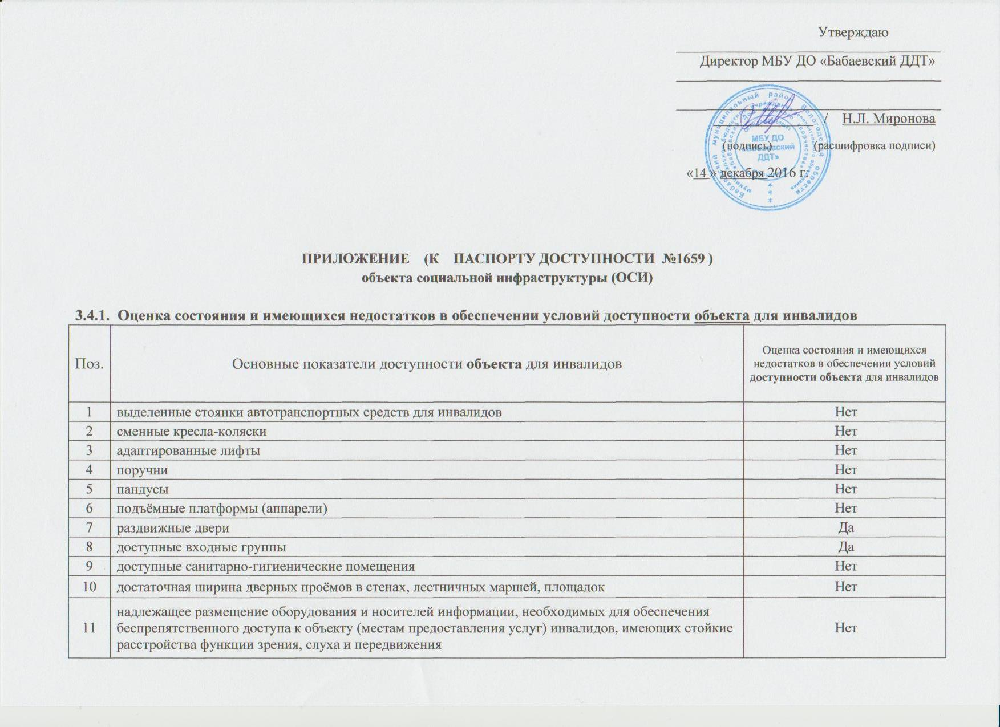 Утверждаю
Директор МБУ ДО «Бабаевский ДДТ»
/ Н.Л. Миронова
(подпись) (расшифровка подписи)
«14 » декабря 2016 г.
Бабаевский муниципальный район Вологодской области
МБУ ДО
«Бабаевский
ДДТ»
* * *
ПРИЛОЖЕНИЕ (К ПАСПОРТУ ДОСТУПНОСТИ №1659 )
объекта социальной инфраструктуры (ОСИ)
3.4.1. Оценка состояния и имеющихся недостатков в обеспечении условий доступности объекта для инвалидов
Поз.
Основные показатели доступности объекта для инвалидов
Оценка состояния и имеющихся
недостатков в обеспечении условий
доступности объекта для инвалидов
1 выделенные стоянки автотранспортных средств для инвалидов Нет
2 сменные кресла-коляски Нет
3 адаптированные лифты Нет
4 поручни Нет
5 пандусы Нет
6 подъёмные платформы (аппарели) Нет
7 раздвижные двери Да
8 доступные входные группы Да
9 доступные санитарно-гигиенические помещения Нет
10 достаточная ширина дверных проёмов в стенах, лестничных маршей, площадок Нет
11 надлежащее размещение оборудования и носителей информации, необходимых для обеспечения
беспрепятственного доступа к объекту (местам предоставления услуг) инвалидов, имеющих стойкие Нет
расстройства функции зрения, слуха и передвижения